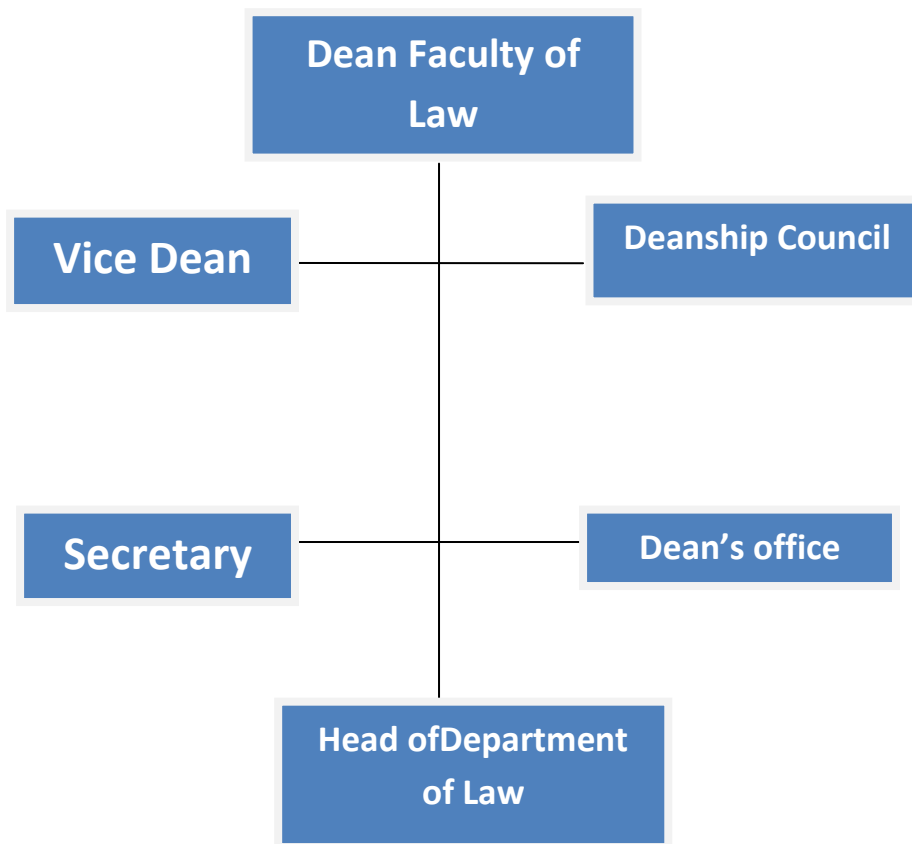 Dean Faculty of
Law
Vice Dean
Deanship Council
Secretary
Dean’s office
Head ofDepartment
of Law